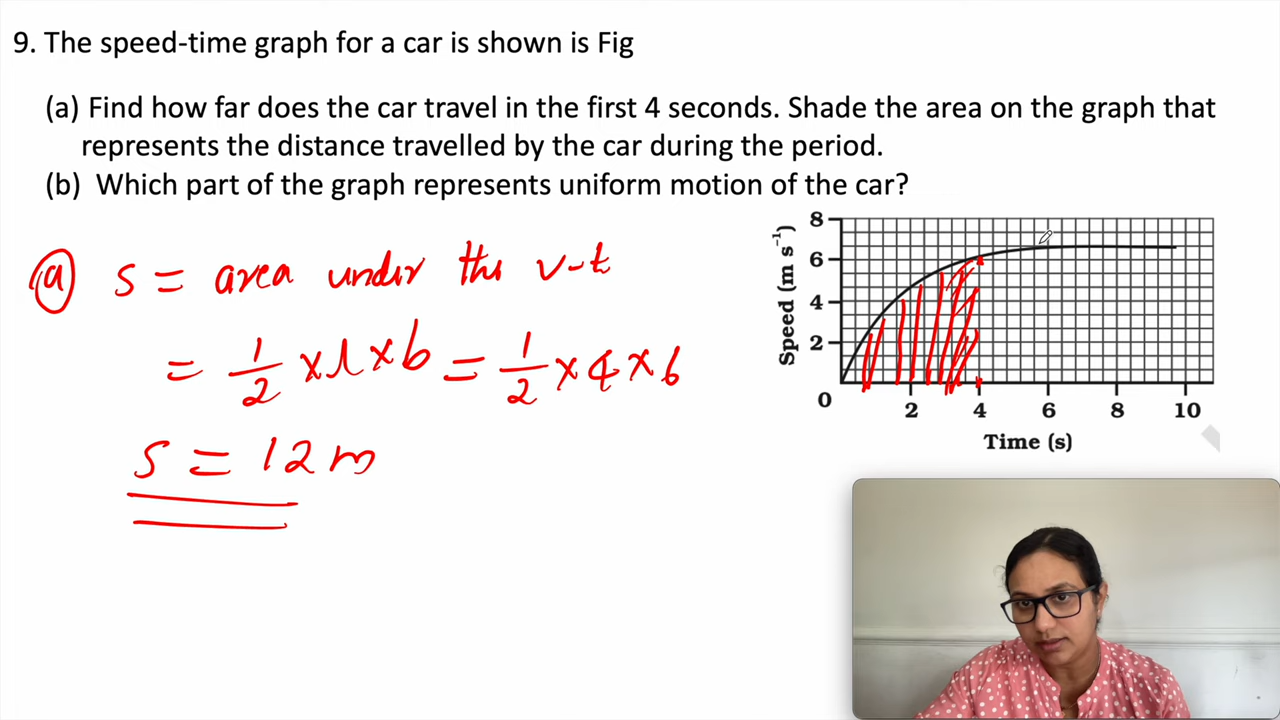 9. The speed-time graph for a car is shown is Fig
(a) Find how far does the car travel in the first 4 seconds. Shade the area on the graph that
represents the distance travelled by the car during the period.
(b) Which part of the graph represents uniform motion of the car?
(a) s = area under the v-t
= 1/2 × l × b = 1/2 × 4 × 6
s = 12 m
Speed (m s⁻¹)
8
6
4
2
0
2 4 6 8 10
Time (s)